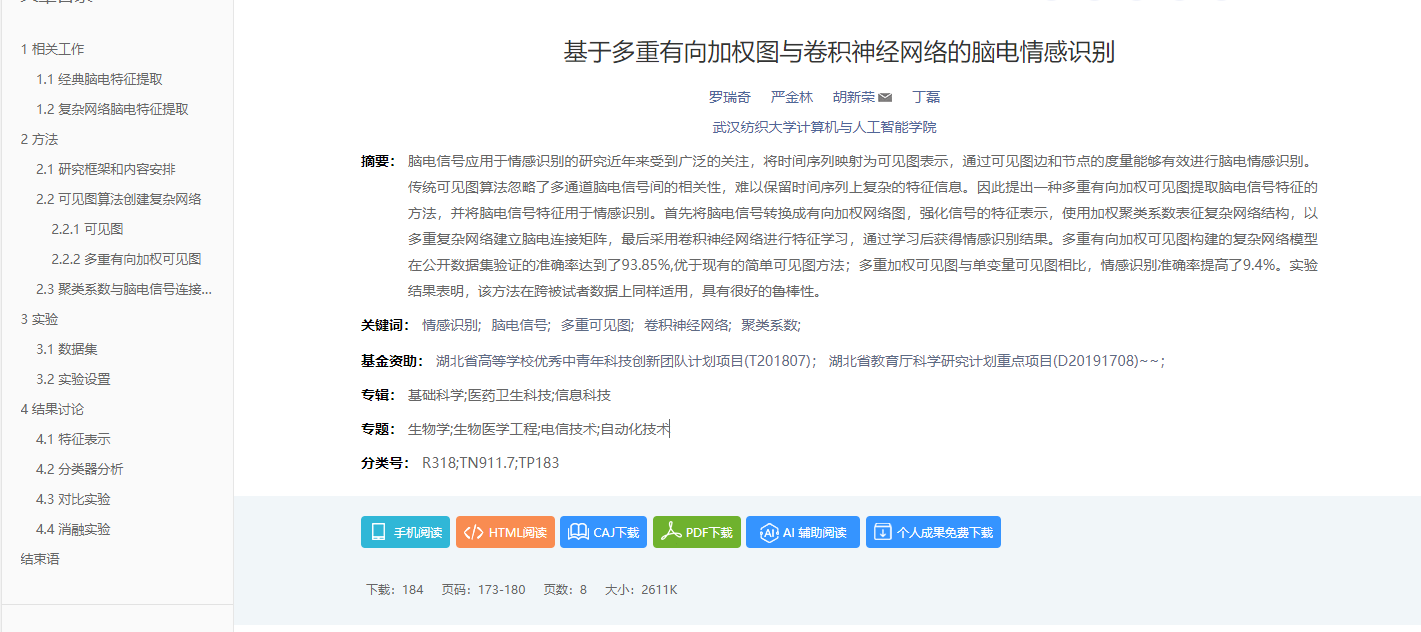 1 相关工作
1.1 经典脑电特征提取
1.2 复杂网络脑电特征提取
2 方法
2.1 研究框架和内容安排
2.2 可见图算法创建复杂网络
2.2.1 可见图
2.2.2 多重有向加权可见图
2.3 聚类系数与脑电信号连接...
3 实验
3.1 数据集
3.2 实验设置
4 结果讨论
4.1 特征表示
4.2 分类器分析
4.3 对比实验
4.4 消融实验
结束语
基于多重有向加权图与卷积神经网络的脑电情感识别
罗瑞奇 严金林 胡新荣 丁磊
武汉纺织大学计算机与人工智能学院
摘要： 脑电信号应用于情感识别的研究近年来受到广泛的关注，将时间序列映射为可见图表示，通过可见图边和节点的度量能够有效进行脑电情感识别。
传统可见图算法忽略了多通道脑电信号间的相关性，难以保留时间序列上复杂的特征信息。因此提出一种多重有向加权可见图提取脑电信号特征的
方法，并将脑电信号特征用于情感识别。首先将脑电信号转换成有向加权网络图，强化信号的特征表示，使用加权聚类系数表征复杂网络结构，以
多重复杂网络建立脑电连接矩阵，最后采用卷积神经网络进行特征学习，通过学习后获得情感识别结果。多重有向加权可见图构建的复杂网络模型
在公开数据集验证的准确率达到了93.85%,优于现有的简单可见图方法；多重加权可见图与单变量可见图相比，情感识别准确率提高了9.4%。实验
结果表明，该方法在跨被试者数据上同样适用，具有很好的鲁棒性。
关键词： 情感识别; 脑电信号; 多重可见图; 卷积神经网络; 聚类系数;
基金资助： 湖北省高等学校优秀中青年科技创新团队计划项目(T201807)； 湖北省教育厅科学研究计划重点项目(D20191708)~~；
专辑： 基础科学;医药卫生科技;信息科技
专题： 生物学;生物医学工程;电信技术;自动化技术
分类号： R318;TN911.7;TP183
手机阅读 HTML阅读 CAJ下载 PDF下载 AI 辅助阅读 个人成果免费下载
下载：184 页码：173-180 页数：8 大小：2611K